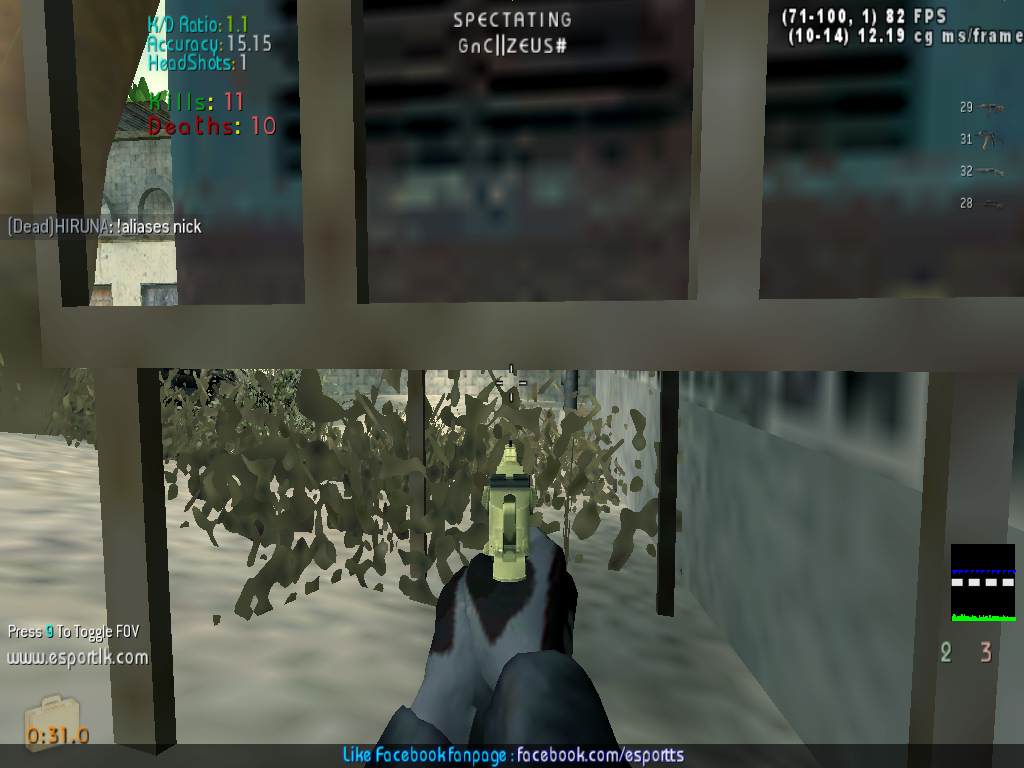 K/D Ratio: 1.1
Accuracy: 15.15
HeadShots: 1
Kills: 11
Deaths: 10
SPECTATING
GnC||ZEUS#
(71-100, 1) 82 FPS
(10-14) 12.19 cg ms/frame
29
31
32
28
(Dead)HIRUNA: !aliases nick
Press 9 To Toggle FOV
www.esportlk.com
2 3
0:31.0
Like Facebook Fanpage : facebook.com/esportts